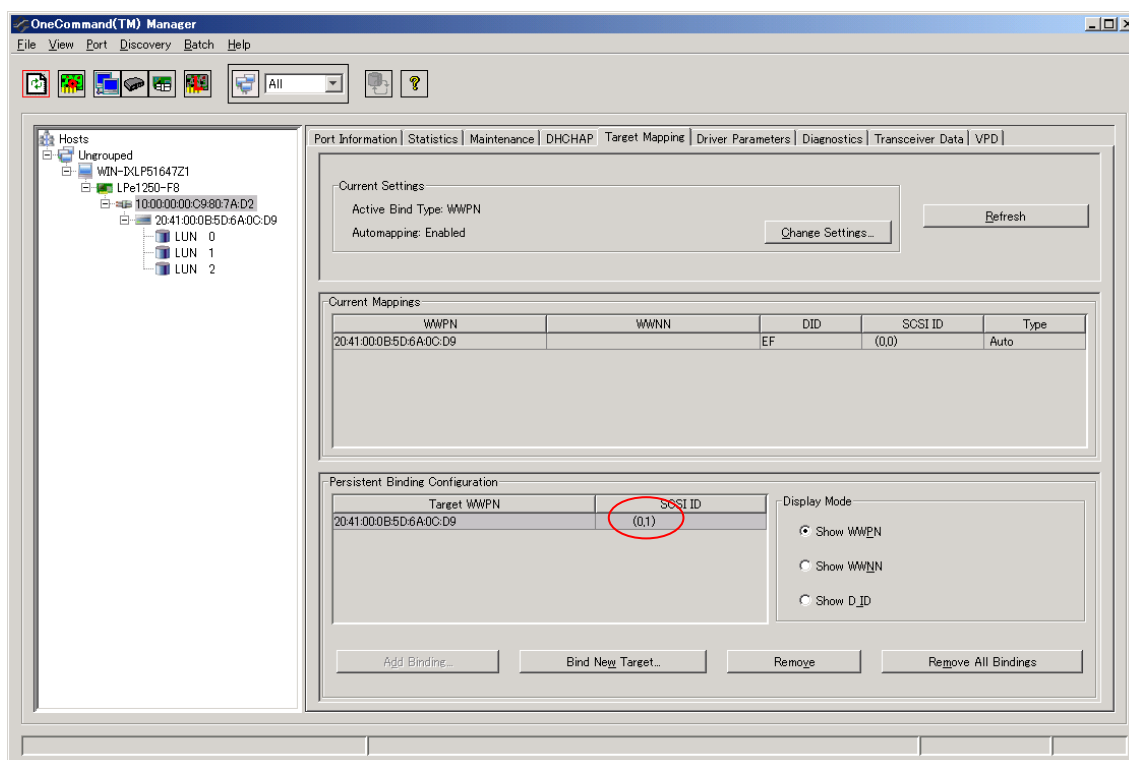 OneCommand(TM) Manager
File View Port Discovery Batch Help
All
Hosts
Ungrouped
WIN-IXLP51647Z1
LPe1250-F8
10:00:00:00:C9:80:7A:D2
20:41:00:0B:5D:6A:0C:D9
LUN 0
LUN 1
LUN 2
Port Information Statistics Maintenance DHCHAP Target Mapping Driver Parameters Diagnostics Transceiver Data VPD
Current Settings
Active Bind Type: WWPN
Automapping: Enabled
Change Settings...
Refresh
Current Mappings
WWPN WWNN DID SCSI ID Type
20:41:00:0B:5D:6A:0C:D9 EF (0,0) Auto
Persistent Binding Configuration
Target WWPN SCSI ID
20:41:00:0B:5D:6A:0C:D9 (0,1)
Display Mode
Show WWPN
Show WWNN
Show D_ID
Add Binding... Bind New Target... Remove Remove All Bindings